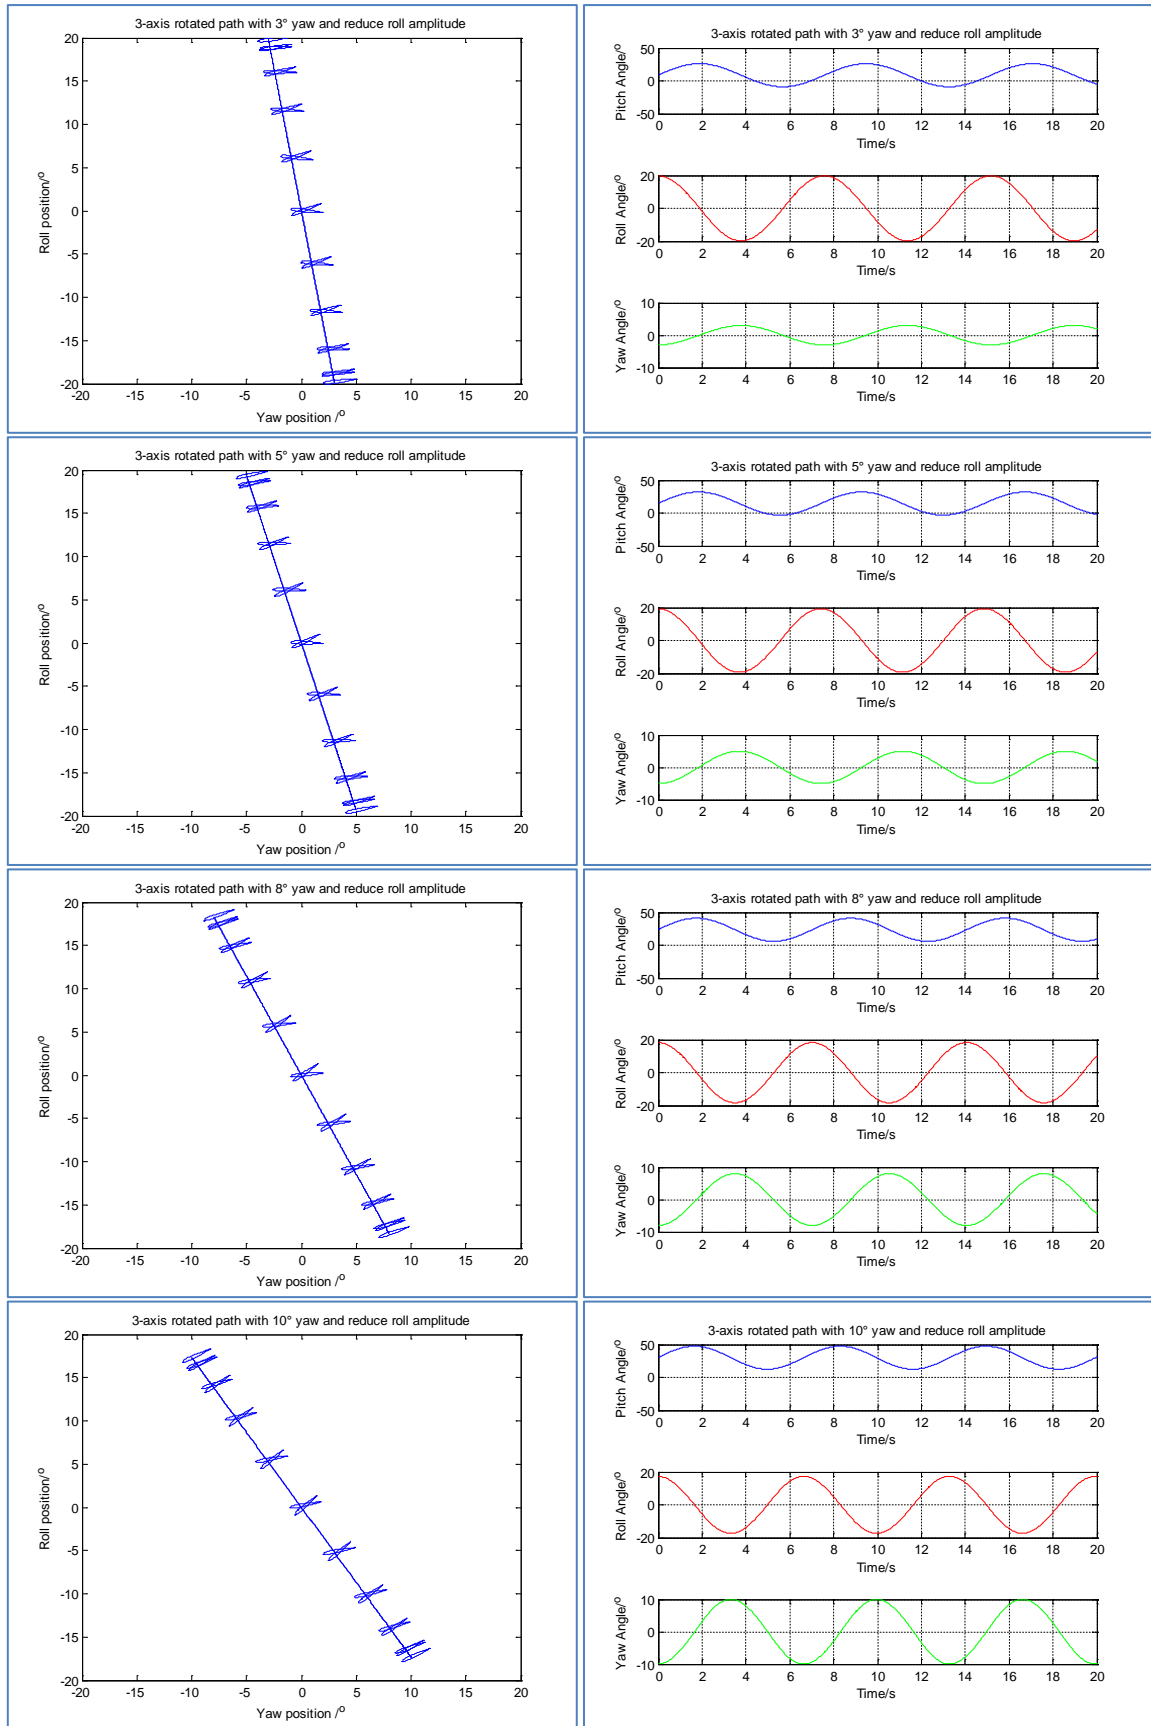 3-axis rotated path with 3° yaw and reduce roll amplitude
20
15
10
5
0
-5
-10
-15
-20
Roll position/o
-20 -15 -10 -5 0 5 10 15 20
Yaw position /o
3-axis rotated path with 3° yaw and reduce roll amplitude
50
0
-50
Pitch Angle/o
0 2 4 6 8 10 12 14 16 18 20
Time/s
20
0
-20
Roll Angle/o
0 2 4 6 8 10 12 14 16 18 20
Time/s
10
0
-10
Yaw Angle/o
0 2 4 6 8 10 12 14 16 18 20
Time/s
3-axis rotated path with 5° yaw and reduce roll amplitude
20
15
10
5
0
-5
-10
-15
-20
Roll position/o
-20 -15 -10 -5 0 5 10 15 20
Yaw position /o
3-axis rotated path with 5° yaw and reduce roll amplitude
50
0
-50
Pitch Angle/o
0 2 4 6 8 10 12 14 16 18 20
Time/s
20
0
-20
Roll Angle/o
0 2 4 6 8 10 12 14 16 18 20
Time/s
10
0
-10
Yaw Angle/o
0 2 4 6 8 10 12 14 16 18 20
Time/s
3-axis rotated path with 8° yaw and reduce roll amplitude
20
15
10
5
0
-5
-10
-15
-20
Roll position/o
-20 -15 -10 -5 0 5 10 15 20
Yaw position /o
3-axis rotated path with 8° yaw and reduce roll amplitude
50
0
-50
Pitch Angle/o
0 2 4 6 8 10 12 14 16 18 20
Time/s
20
0
-20
Roll Angle/o
0 2 4 6 8 10 12 14 16 18 20
Time/s
10
0
-10
Yaw Angle/o
0 2 4 6 8 10 12 14 16 18 20
Time/s
3-axis rotated path with 10° yaw and reduce roll amplitude
20
15
10
5
0
-5
-10
-15
-20
Roll position/o
-20 -15 -10 -5 0 5 10 15 20
Yaw position /o
3-axis rotated path with 10° yaw and reduce roll amplitude
50
0
-50
Pitch Angle/o
0 2 4 6 8 10 12 14 16 18 20
Time/s
20
0
-20
Roll Angle/o
0 2 4 6 8 10 12 14 16 18 20
Time/s
10
0
-10
Yaw Angle/o
0 2 4 6 8 10 12 14 16 18 20
Time/s